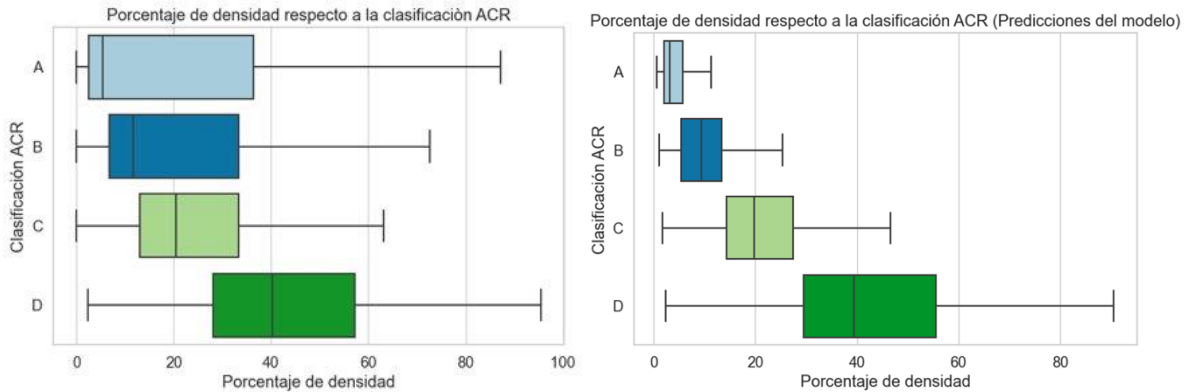 Porcentaje de densidad respecto a la clasificaciòn ACR
A
B
C
D
Clasificación ACR
0 20 40 60 80 100
Porcentaje de densidad
Porcentaje de densidad respecto a la clasificación ACR (Predicciones del modelo)
A
B
C
D
Clasificación ACR
0 20 40 60 80
Porcentaje de densidad